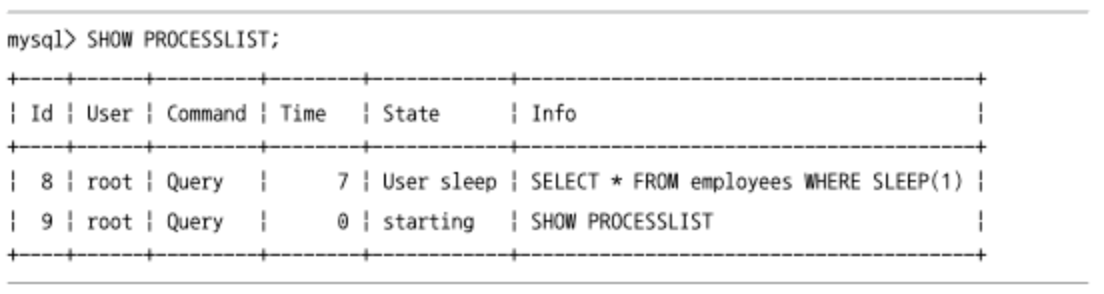 mysql> SHOW PROCESSLIST;
+----+------+---------+--------+------------+----------------------------------------+
| Id | User | Command | Time   | State      | Info                                   |
+----+------+---------+--------+------------+----------------------------------------+
|  8 | root | Query   |      7 | User sleep | SELECT * FROM employees WHERE SLEEP(1) |
|  9 | root | Query   |      0 | starting   | SHOW PROCESSLIST                       |
+----+------+---------+--------+------------+----------------------------------------+